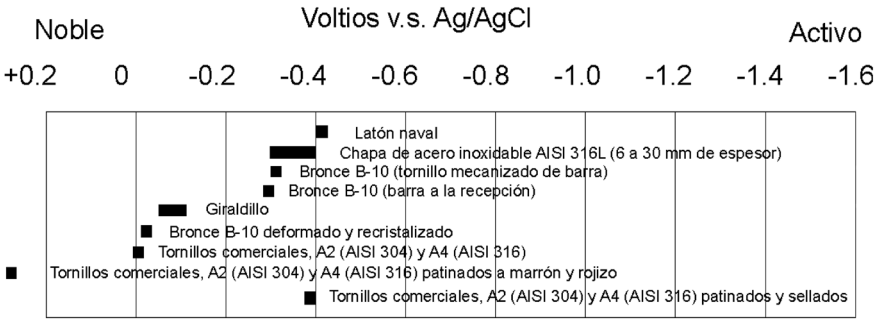 Voltios v.s. Ag/AgCl
Noble Activo
+0.2 0 -0.2 -0.4 -0.6 -0.8 -1.0 -1.2 -1.4 -1.6
Latón naval
Chapa de acero inoxidable AISI 316L (6 a 30 mm de espesor)
Bronce B-10 (tornillo mecanizado de barra)
Bronce B-10 (barra a la recepción)
Giraldillo
Bronce B-10 deformado y recristalizado
Tornillos comerciales, A2 (AISI 304) y A4 (AISI 316)
Tornillos comerciales, A2 (AISI 304) y A4 (AISI 316) patinados a marrón y rojizo
Tornillos comerciales, A2 (AISI 304) y A4 (AISI 316) patinados y sellados